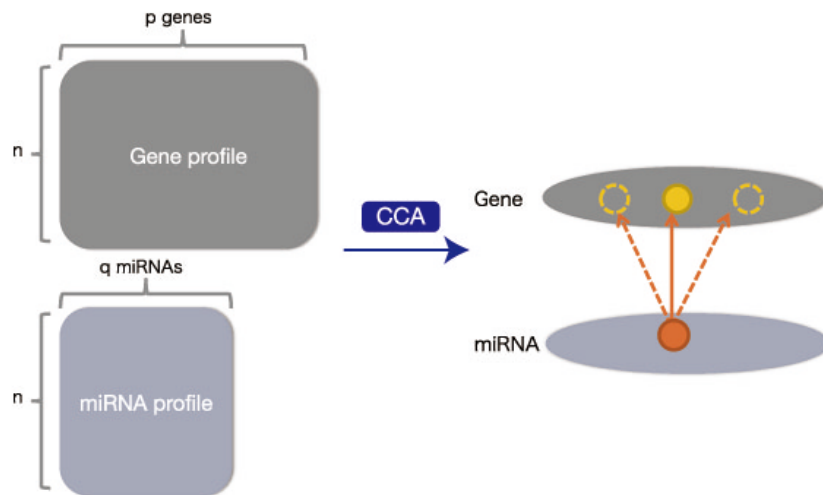 p genes
n
Gene profile
q miRNAs
n
miRNA profile
CCA
Gene
miRNA